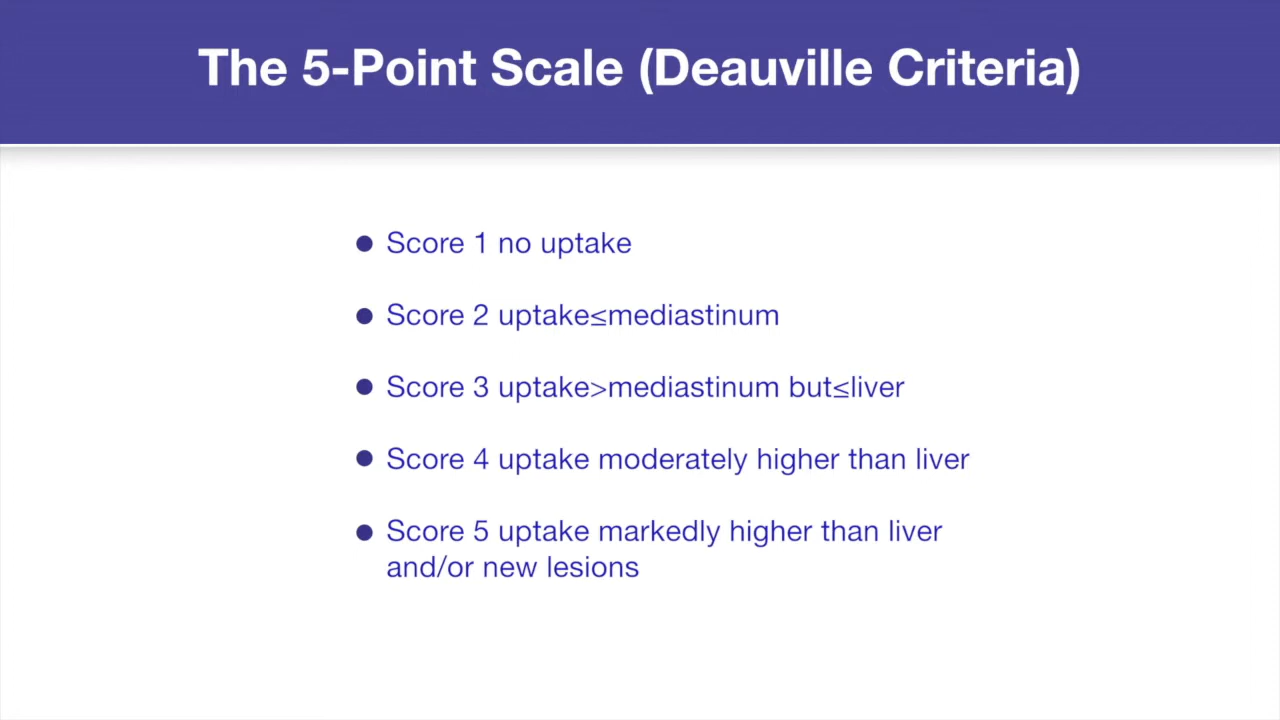 The 5-Point Scale (Deauville Criteria)
● Score 1 no uptake
● Score 2 uptake≤mediastinum
● Score 3 uptake>mediastinum but≤liver
● Score 4 uptake moderately higher than liver
● Score 5 uptake markedly higher than liver
and/or new lesions